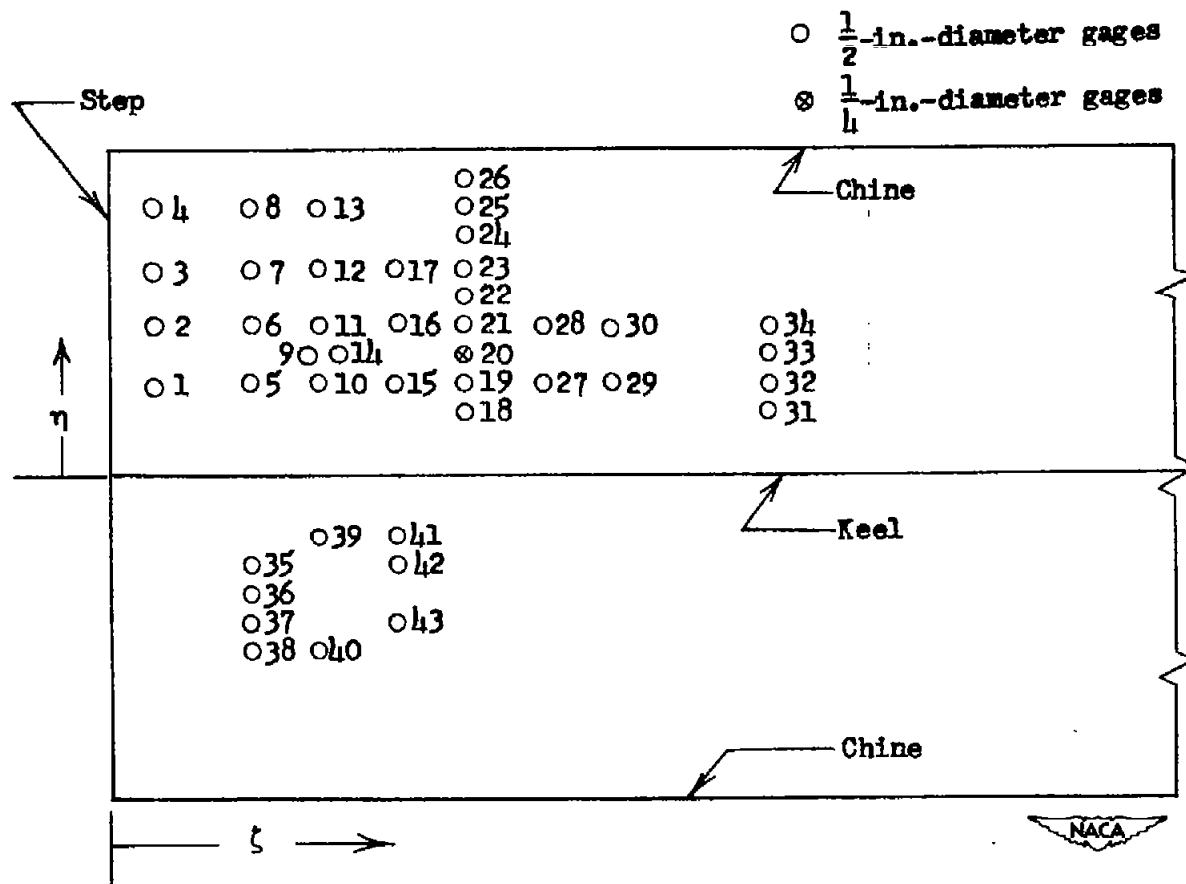 1/2-in.-diameter gages
1/4-in.-diameter gages
Step
Chine
26
4 8 13 25
24
3 7 12 17 23
22
2 6 11 16 21 28 30 34
9 14 20 33
1 5 10 15 19 27 29 32
18 31
η
Keel
39 41
35 42
36
37 43
38 40
Chine
ζ
NACA